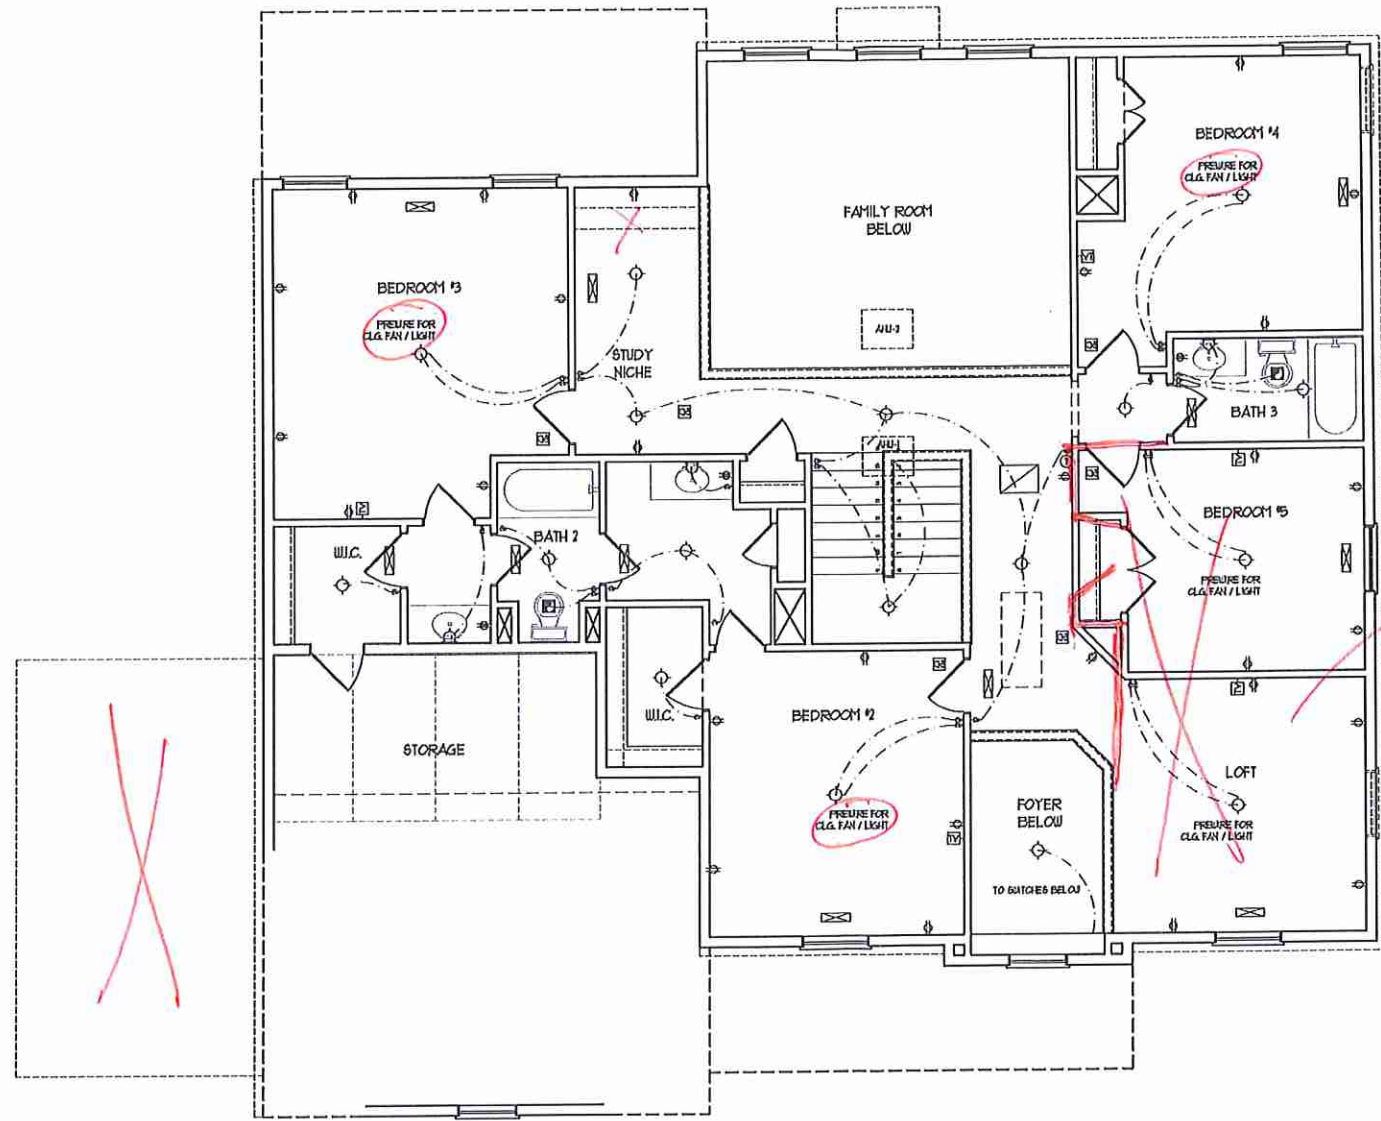 BEDROOM #4
PREWIRE FOR
CLG. FAN / LIGHT
FAMILY ROOM
BELOW
BEDROOM #3
PREWIRE FOR
CLG. FAN / LIGHT
AHU-2
STUDY
NICHE
BATH 3
AHU-1
BEDROOM #5
PREWIRE FOR
CLG. FAN / LIGHT
BATH 2
W.I.C.
W.I.C.
BEDROOM #2
PREWIRE FOR
CLG. FAN / LIGHT
STORAGE
LOFT
PREWIRE FOR
CLG. FAN / LIGHT
FOYER
BELOW
TO SWITCHES BELOW